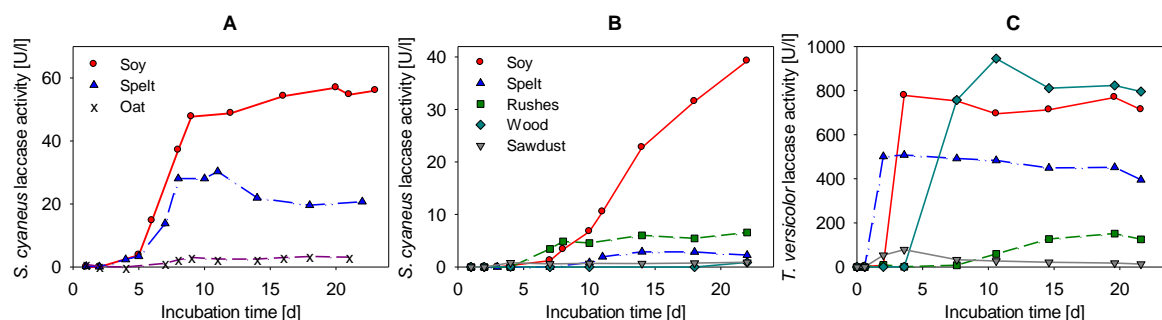 A
S. cyaneus laccase activity [U/l]
60
40
20
0
Soy
Spelt
Oat
0 5 10 15 20
Incubation time [d]
B
S. cyaneus laccase activity [U/l]
40
30
20
10
0
Soy
Spelt
Rushes
Wood
Sawdust
0 5 10 15 20
Incubation time [d]
C
T. versicolor laccase activity [U/l]
1000
800
600
400
200
0
0 5 10 15 20
Incubation time [d]